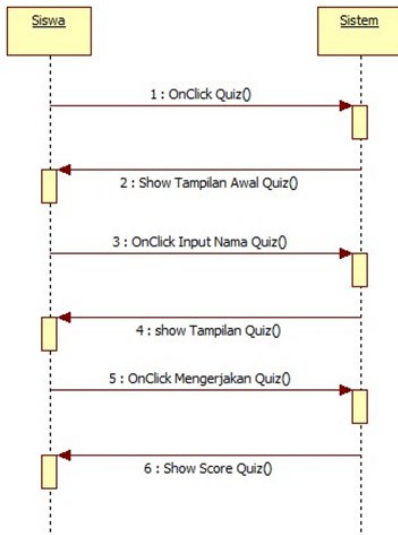 Siswa
Sistem
1 : OnClick Quiz()
2 : Show Tampilan Awal Quiz()
3 : OnClick Input Nama Quiz()
4 : show Tampilan Quiz()
5 : OnClick Mengerjakan Quiz()
6 : Show Score Quiz()